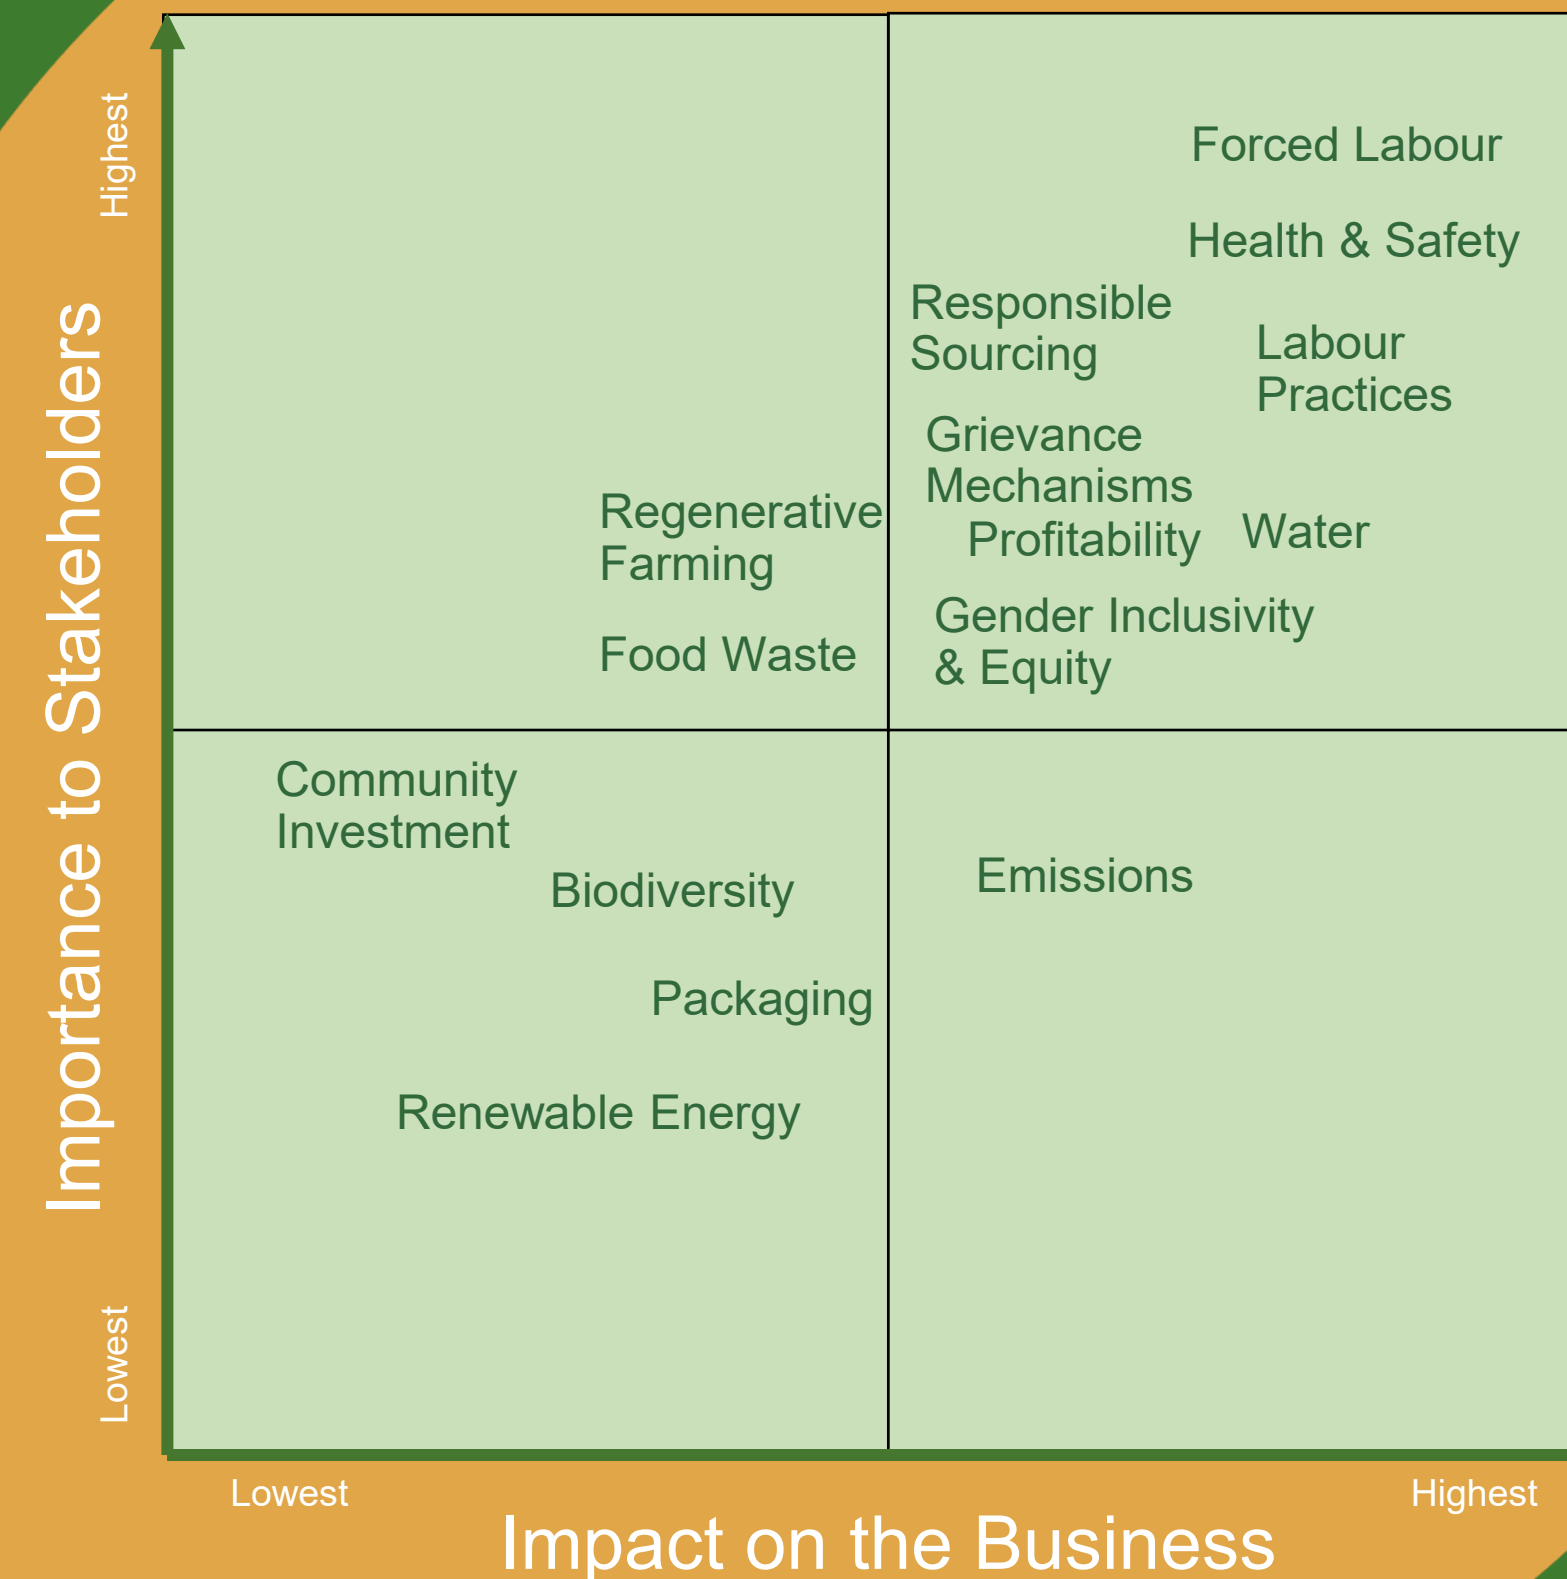 Highest
Importance to Stakeholders
Lowest
Forced Labour
Health & Safety
Responsible
Sourcing
Labour
Practices
Grievance
Mechanisms
Regenerative
Farming
Profitability
Water
Gender Inclusivity
& Equity
Food Waste
Community
Investment
Biodiversity
Emissions
Packaging
Renewable Energy
Lowest
Highest
Impact on the Business